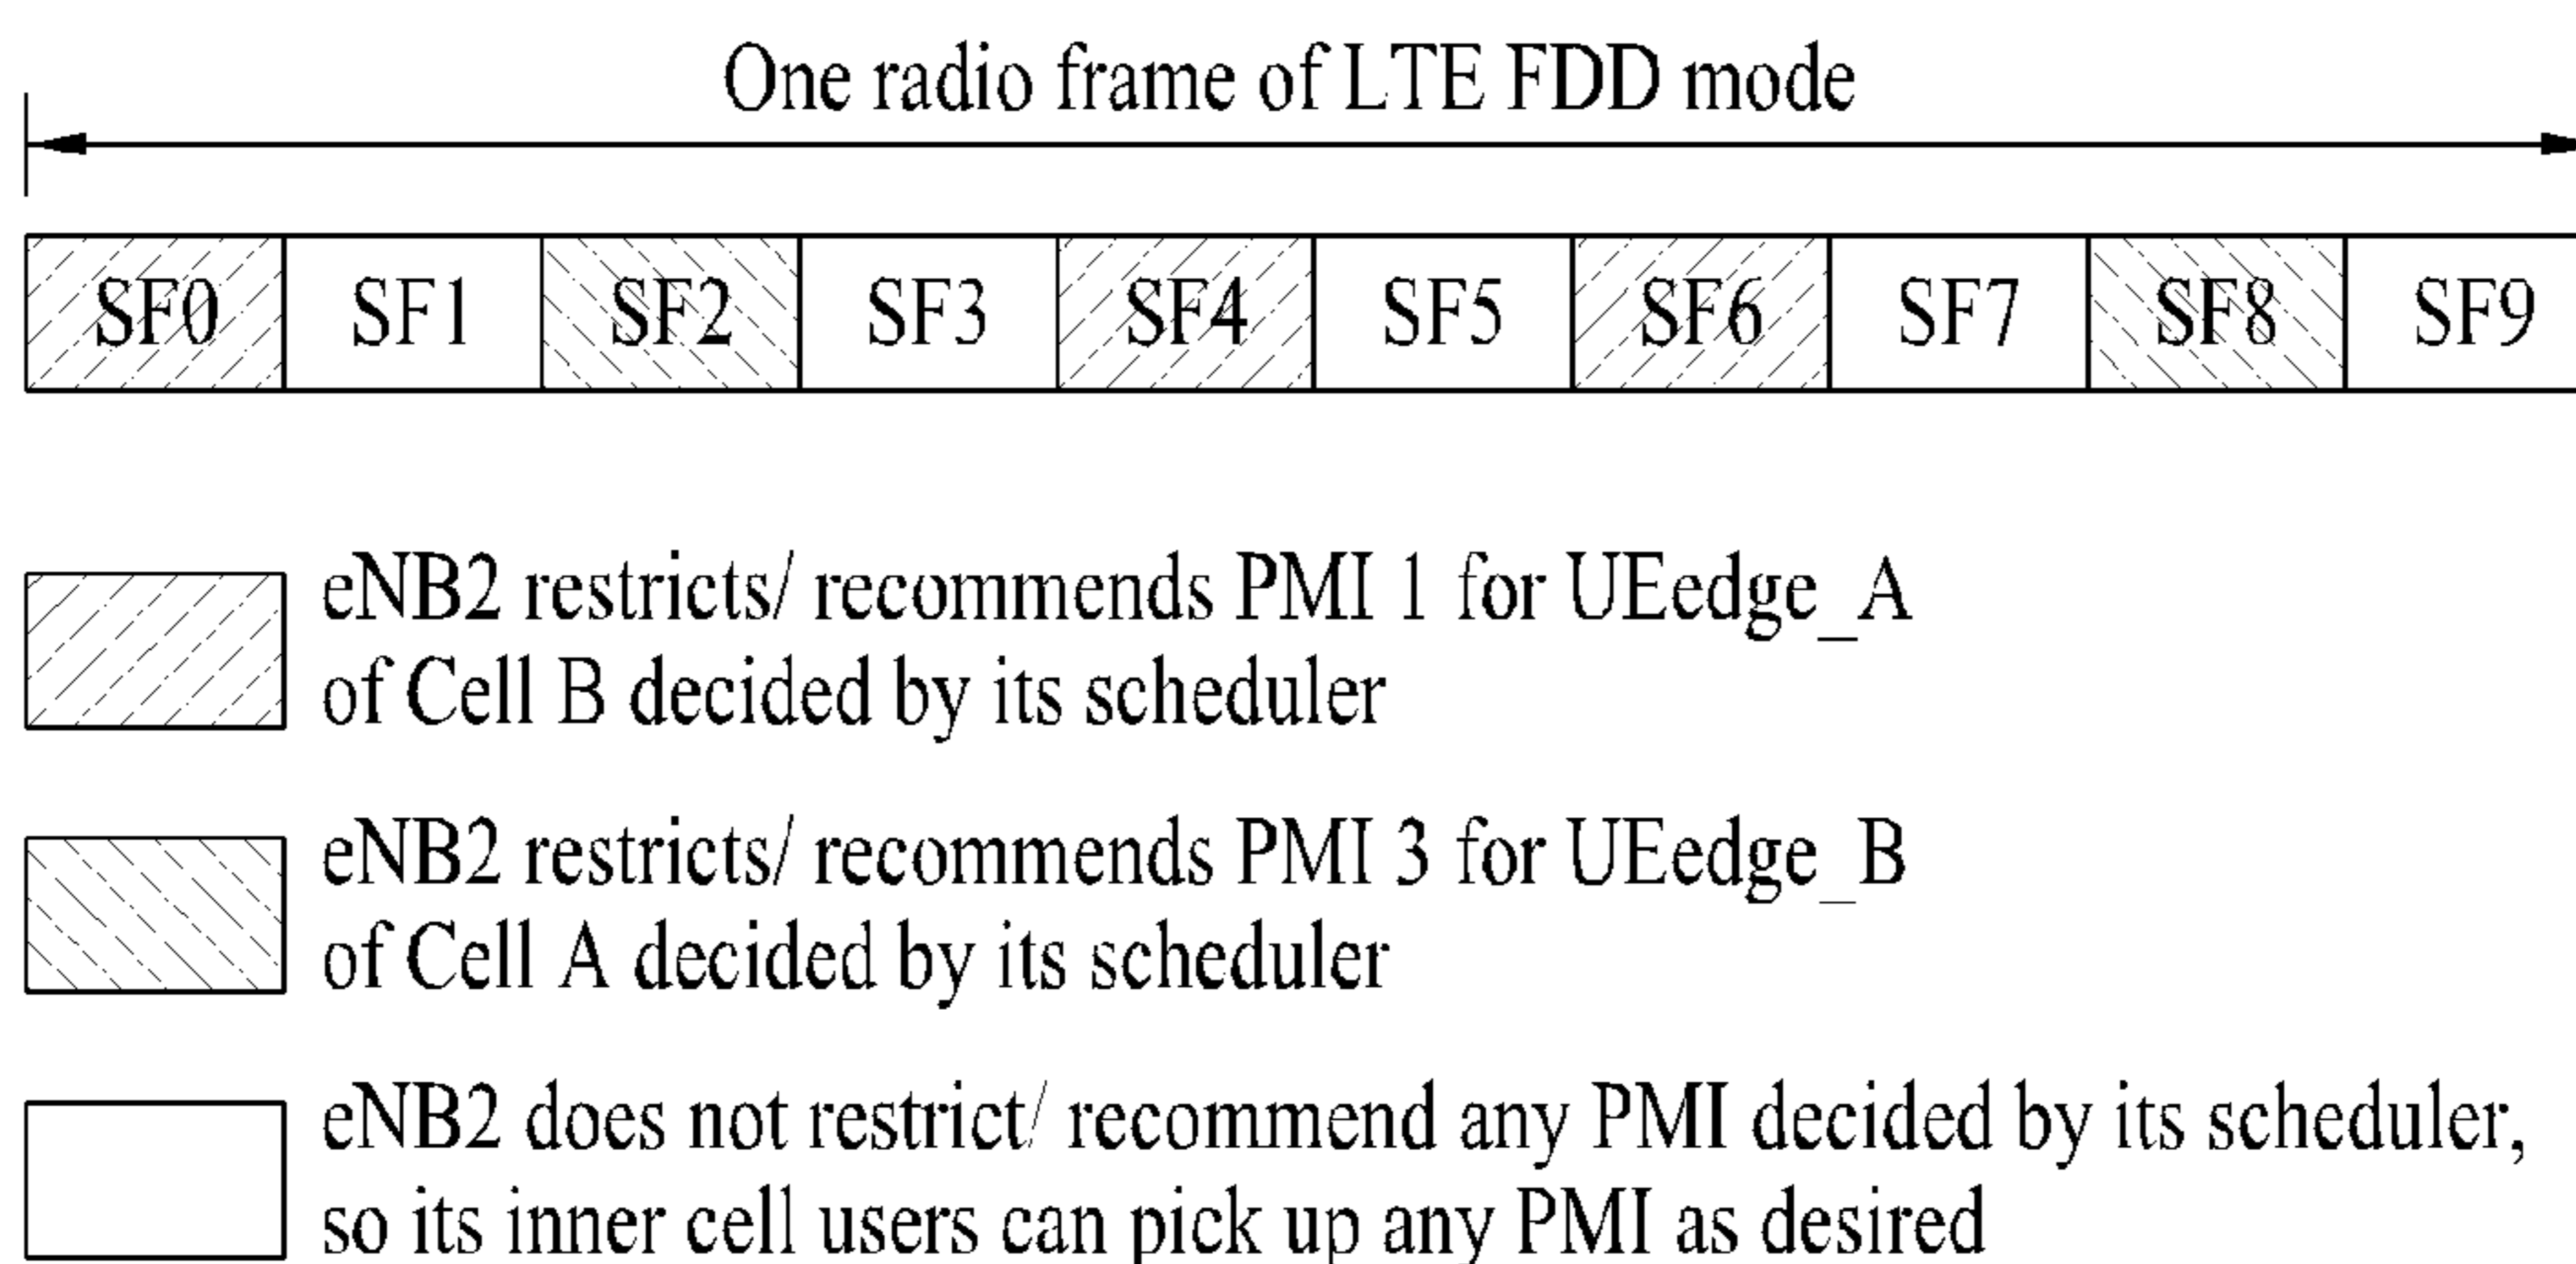 One radio frame of LTE FDD mode
SF0 SF1 SF2 SF3 SF4 SF5 SF6 SF7 SF8 SF9
eNB2 restricts/ recommends PMI 1 for UEedge_A
of Cell B decided by its scheduler
eNB2 restricts/ recommends PMI 3 for UEedge_B
of Cell A decided by its scheduler
eNB2 does not restrict/ recommend any PMI decided by its scheduler,
so its inner cell users can pick up any PMI as desired